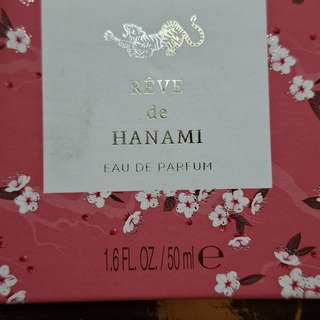 RÊVE
de
HANAMI
EAU DE PARFUM
1.6 FL. OZ. / 50 ml ℮